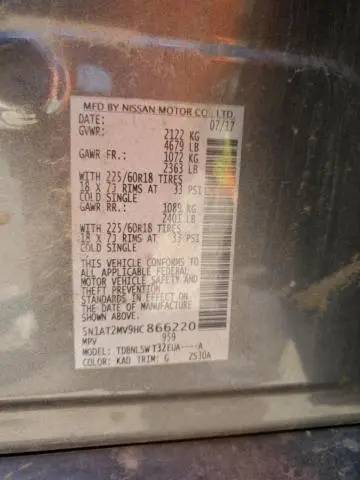 MFD BY NISSAN MOTOR CO., LTD.
DATE: 07/17
GVWR: 2122 KG
4679 LB
GAWR FR.: 1072 KG
2363 LB
WITH 225/60R18 TIRES
18 X 7J RIMS AT 33 PSI
COLD SINGLE
GAWR RR.: 1089 KG
2401 LB
WITH 225/60R18 TIRES
18 X 7J RIMS AT 33 PSI
COLD SINGLE
THIS VEHICLE CONFORMS TO
ALL APPLICABLE FEDERAL
MOTOR VEHICLE SAFETY AND
THEFT PREVENTION
STANDARDS IN EFFECT ON
THE DATE OF MANUFACTURE
5N1AT2MV9HC866220
MPV 959
MODEL: TDBNLSW T32EUA----A
COLOR: KAD TRIM: G ZS30A